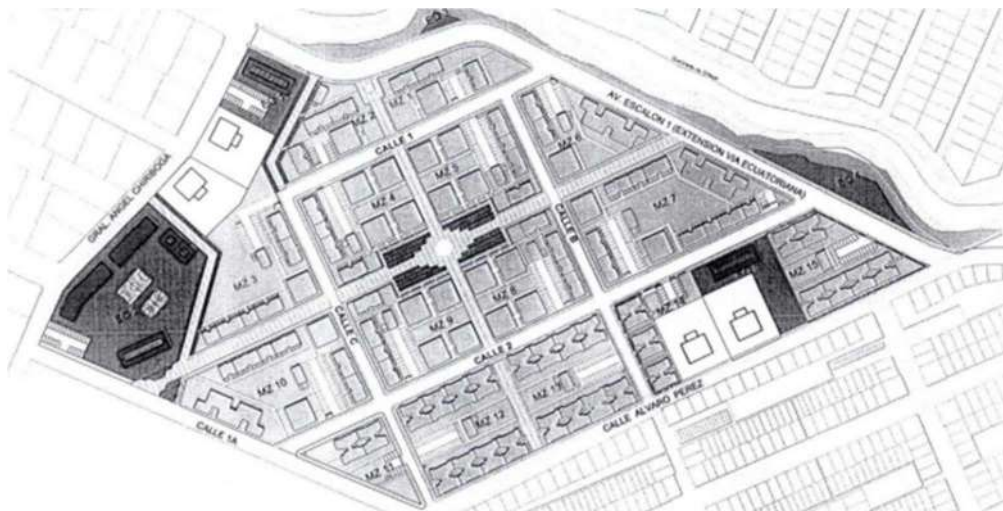 GRAL. ANGEL CHIRIBOGA
MZ 2
MZ 1
CALLE 1
AV. ESCALON 1 (EXTENSION VIA ECUATORIANA)
MZ 5
MZ 4
MZ 7
CALLE B
MZ 3
MZ 8
MZ 9
CALLE C
CALLE 2
MZ 10
MZ 15
MZ 14
MZ 13
MZ 12
MZ 11
CALLE 1A
CALLE ALVARO PEREZ